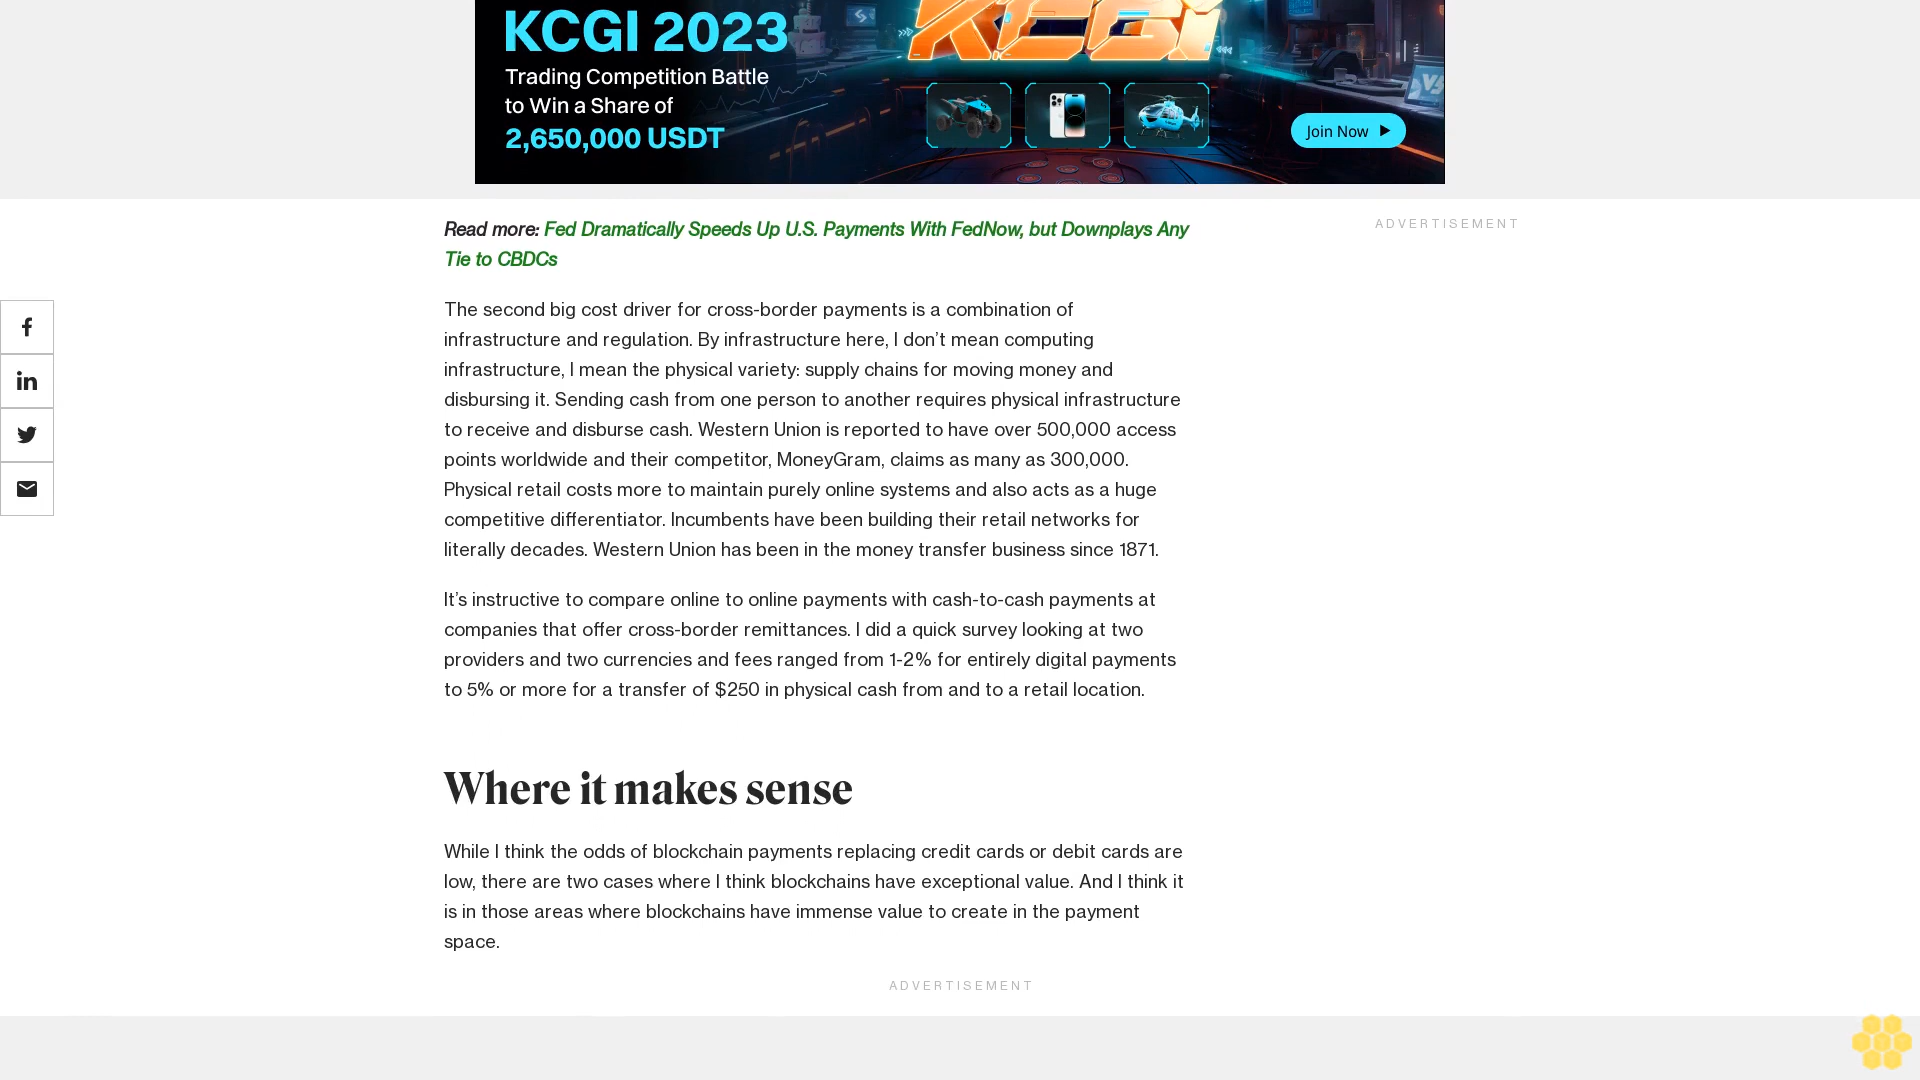 KCGI 2023
KCGI
Trading Competition Battle
to Win a Share of
2,650,000 USDT
Join Now
Read more: Fed Dramatically Speeds Up U.S. Payments With FedNow, but Downplays Any
Tie to CBDCs
ADVERTISEMENT
The second big cost driver for cross-border payments is a combination of
infrastructure and regulation. By infrastructure here, I don’t mean computing
infrastructure, I mean the physical variety: supply chains for moving money and
disbursing it. Sending cash from one person to another requires physical infrastructure
to receive and disburse cash. Western Union is reported to have over 500,000 access
points worldwide and their competitor, MoneyGram, claims as many as 300,000.
Physical retail costs more to maintain purely online systems and also acts as a huge
competitive differentiator. Incumbents have been building their retail networks for
literally decades. Western Union has been in the money transfer business since 1871.
It’s instructive to compare online to online payments with cash-to-cash payments at
companies that offer cross-border remittances. I did a quick survey looking at two
providers and two currencies and fees ranged from 1-2% for entirely digital payments
to 5% or more for a transfer of $250 in physical cash from and to a retail location.
Where it makes sense
While I think the odds of blockchain payments replacing credit cards or debit cards are
low, there are two cases where I think blockchains have exceptional value. And I think it
is in those areas where blockchains have immense value to create in the payment
space.
ADVERTISEMENT